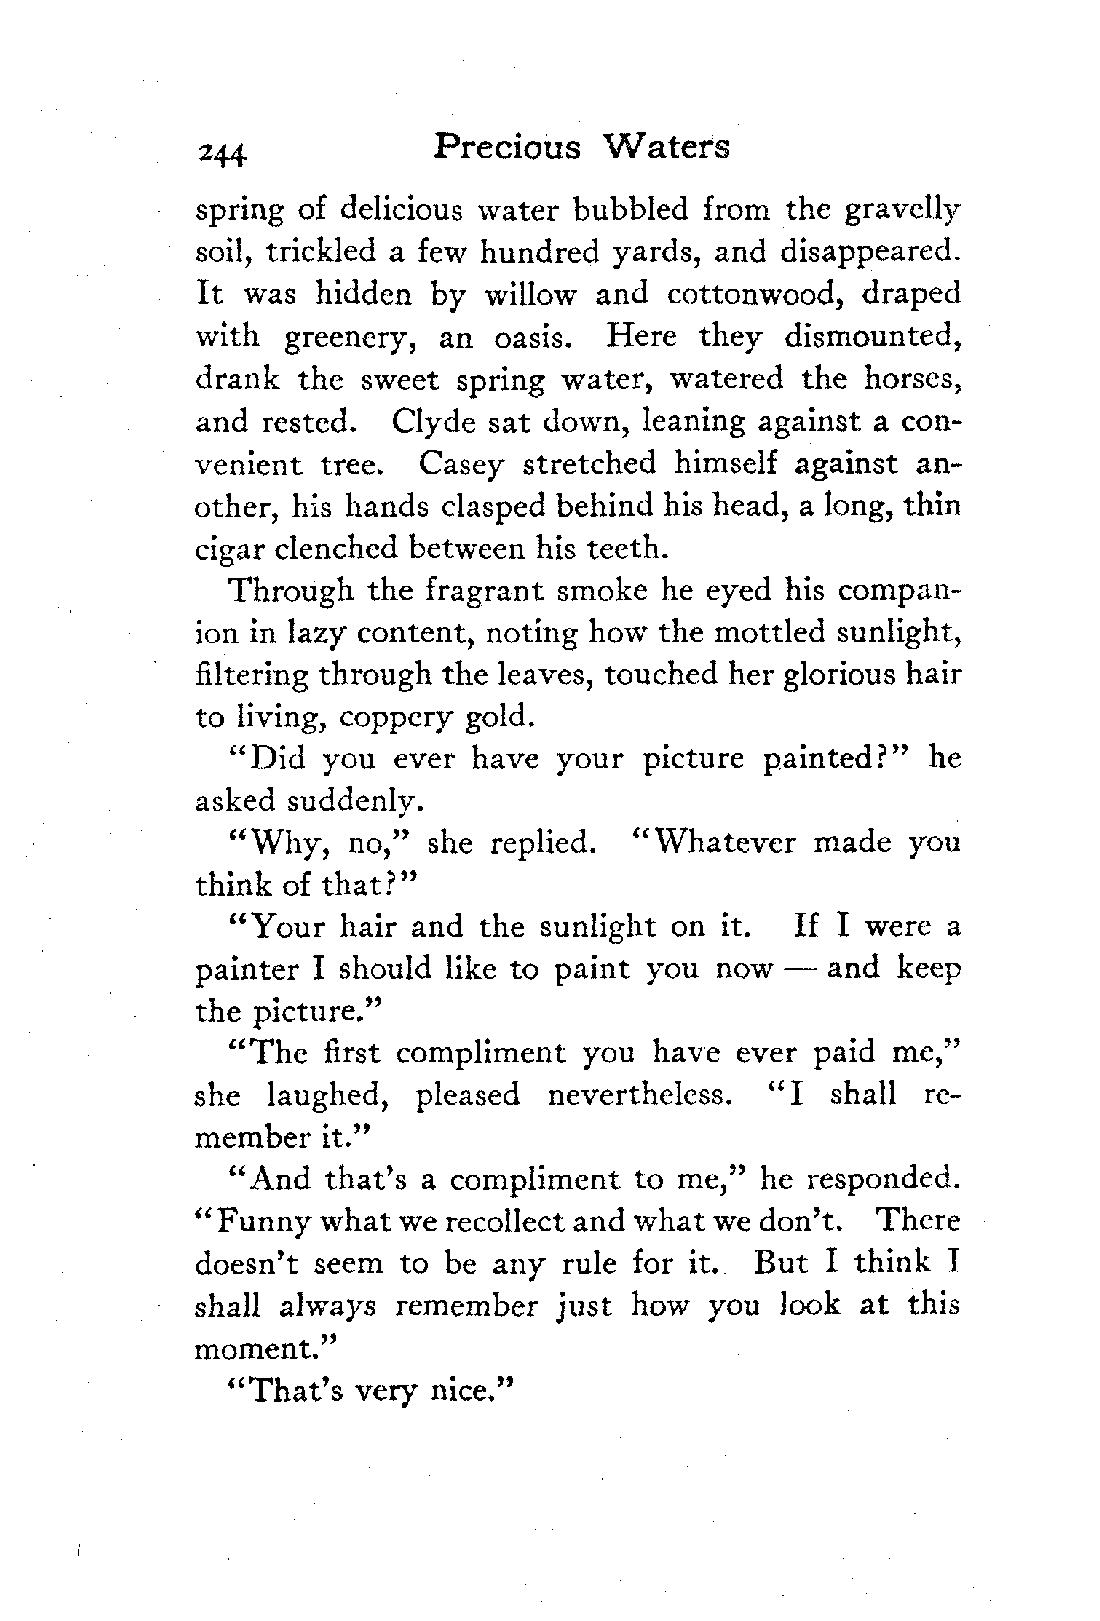 244 Precious Waters
spring of delicious water bubbled from the gravelly
soil, trickled a few hundred yards, and disappeared.
It was hidden by willow and cottonwood, draped
with greenery, an oasis. Here they dismounted,
drank the sweet spring water, watered the horses,
and rested. Clyde sat down, leaning against a con-
venient tree. Casey stretched himself against an-
other, his hands clasped behind his head, a long, thin
cigar clenched between his teeth.
Through the fragrant smoke he eyed his compan-
ion in lazy content, noting how the mottled sunlight,
filtering through the leaves, touched her glorious hair
to living, coppery gold.
“Did you ever have your picture painted?” he
asked suddenly.
“Why, no,” she replied. “Whatever made you
think of that?”
“Your hair and the sunlight on it. If I were a
painter I should like to paint you now — and keep
the picture.”
“The first compliment you have ever paid me,”
she laughed, pleased nevertheless. “I shall re-
member it.”
“And that’s a compliment to me,” he responded.
“Funny what we recollect and what we don’t. There
doesn’t seem to be any rule for it. But I think I
shall always remember just how you look at this
moment.”
“That’s very nice.”